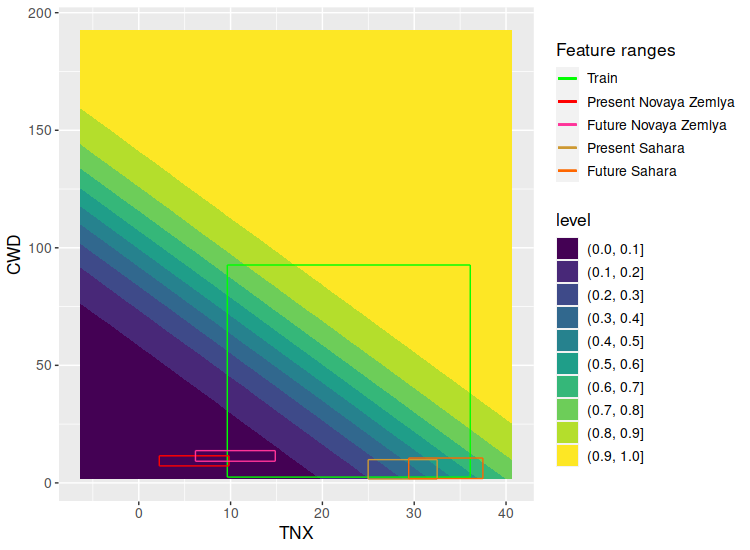 200
150
100
50
0
CWD
0 10 20 30 40
TNX
Feature ranges
Train
Present Novaya Zemlya
Future Novaya Zemlya
Present Sahara
Future Sahara
level
(0.0, 0.1]
(0.1, 0.2]
(0.2, 0.3]
(0.3, 0.4]
(0.4, 0.5]
(0.5, 0.6]
(0.6, 0.7]
(0.7, 0.8]
(0.8, 0.9]
(0.9, 1.0]